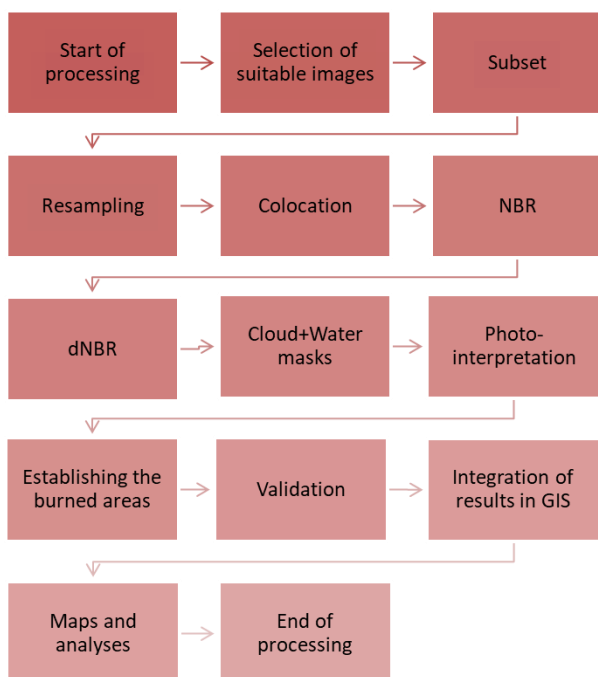 Start of
processing
Selection of
suitable images
Subset
Resampling
Colocation
NBR
dNBR
Cloud+Water
masks
Photo-
interpretation
Establishing the
burned areas
Validation
Integration of
results in GIS
Maps and
analyses
End of
processing